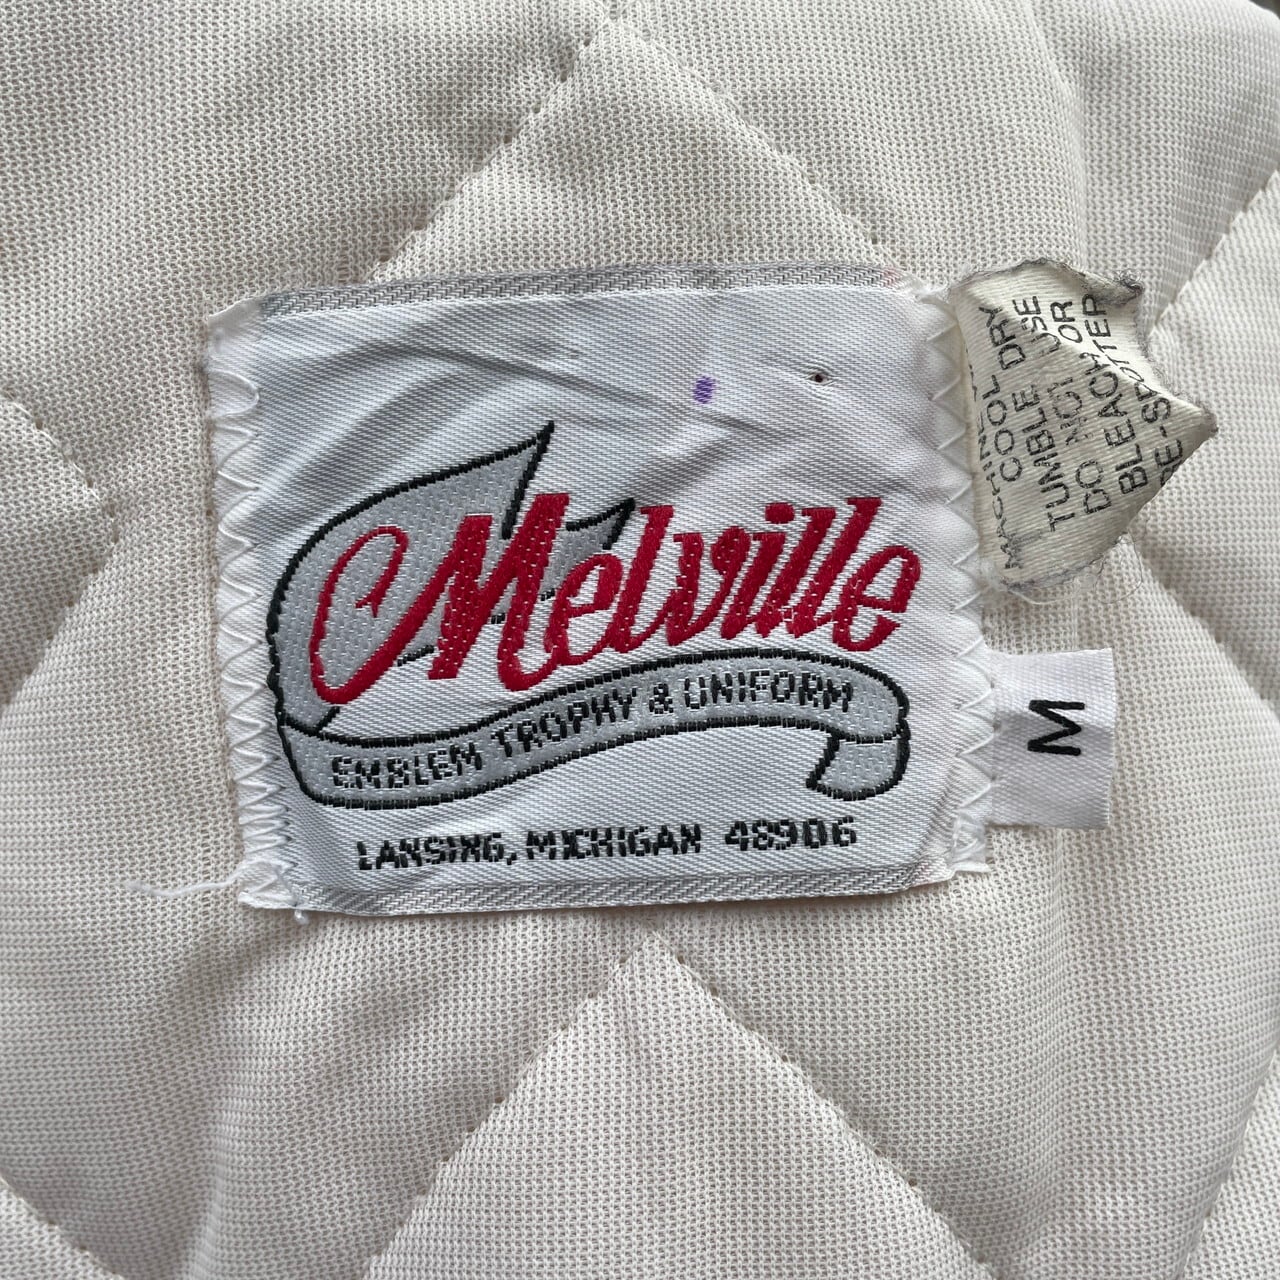 Melville
EMBLEM TROPHY & UNIFORM
LANSING, MICHIGAN 48906
M
COOL
TUMBLE DRY
DO NOT USE
BLEACH OR